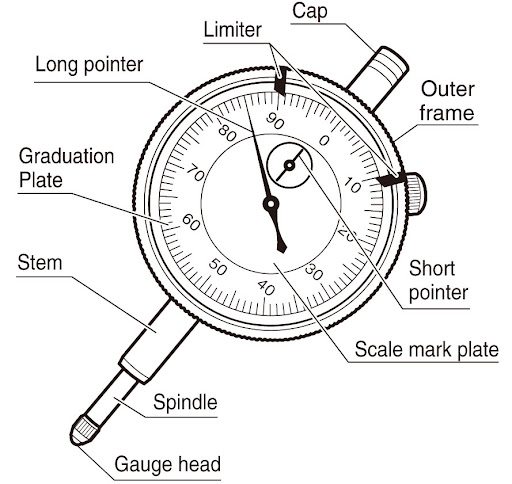 Cap
Limiter
Long pointer
Outer
frame
Graduation
Plate
90
80
0
70
10
60
20
50
30
40
Stem
Short
pointer
Scale mark plate
Spindle
Gauge head